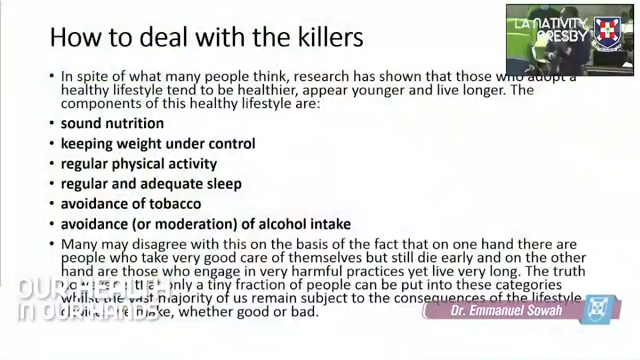 How to deal with the killers
LA NATIVITY
PRESBY
• In spite of what many people think, research has shown that those who adopt a
healthy lifestyle tend to be healthier, appear younger and live longer. The
components of this healthy lifestyle are:
• sound nutrition
• keeping weight under control
• regular physical activity
• regular and adequate sleep
• avoidance of tobacco
• avoidance (or moderation) of alcohol intake
• Many may disagree with this on the basis of the fact that on one hand there are
people who take very good care of themselves but still die early and on the other
hand are those who engage in very harmful practices yet live very long. The truth
only a tiny fraction of people can be put into these categories
whilst the vast majority of us remain subject to the consequences of the lifestyle
make, whether good or bad.
OUR HEALTH
IN OUR HANDS
Dr. Emmanuel Sowah